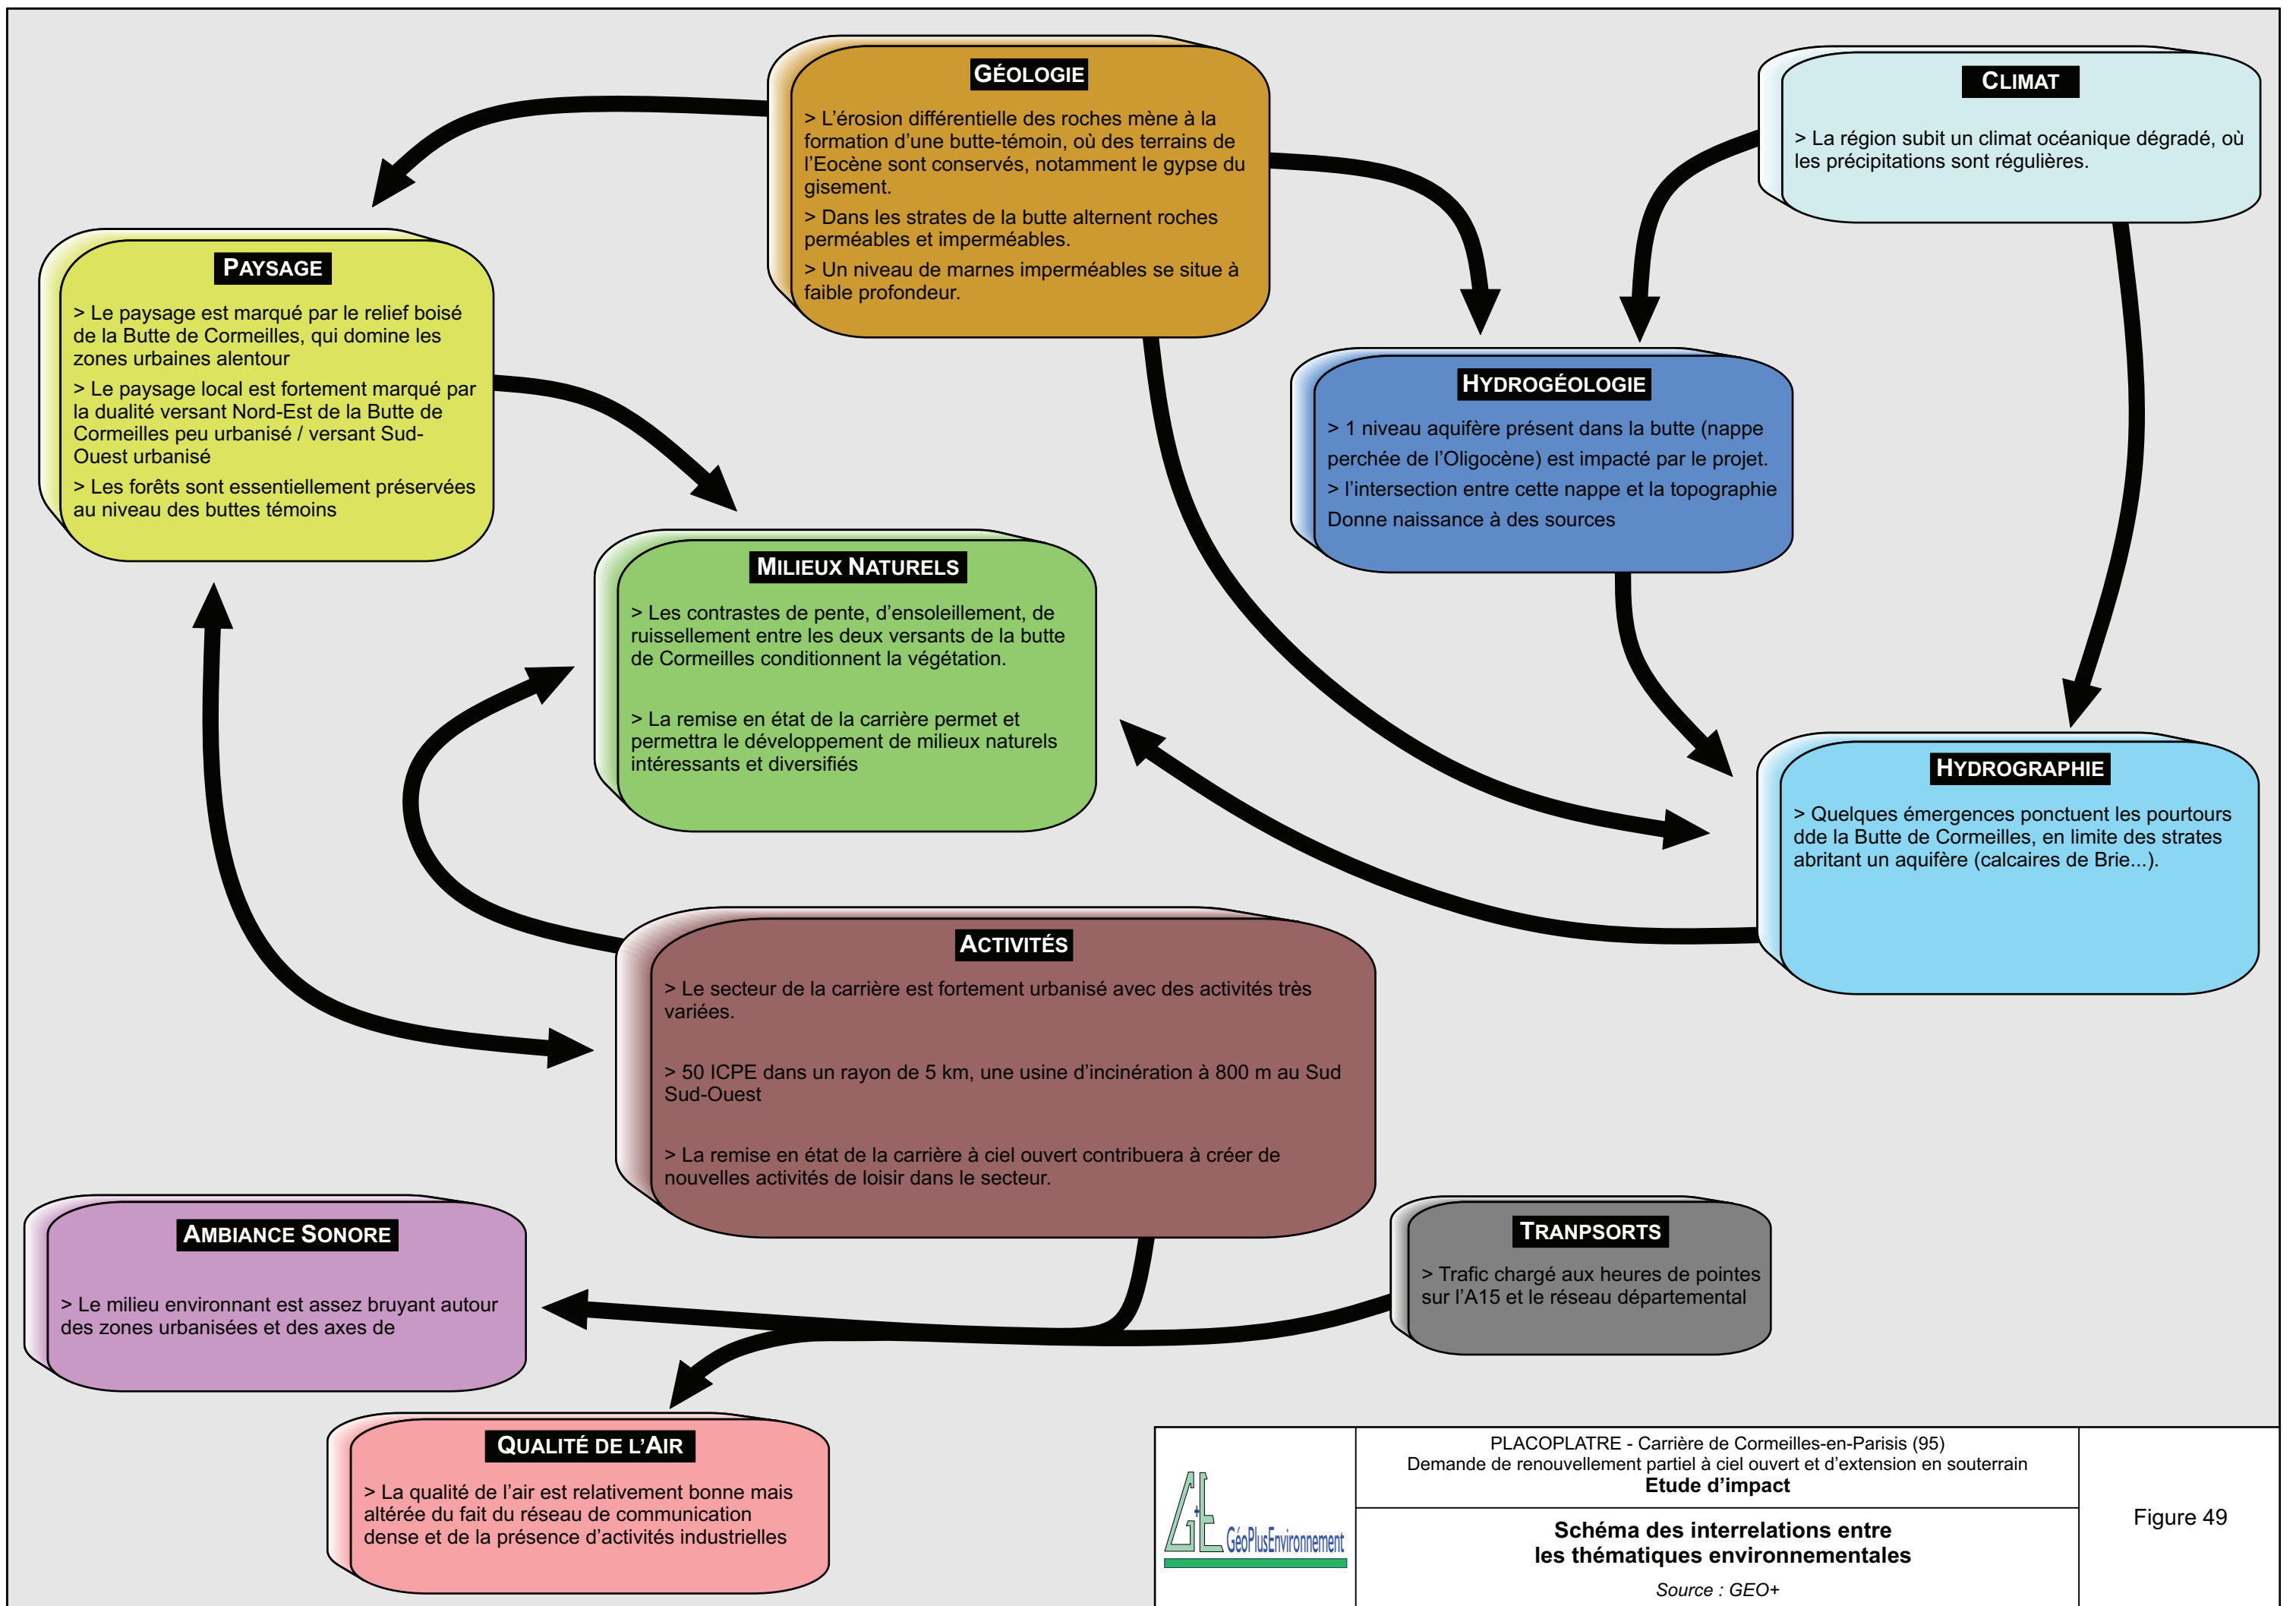 GÉOLOGIE
> L'érosion différentielle des roches mène à la
formation d'une butte-témoin, où des terrains de
l'Eocène sont conservés, notamment le gypse du
gisement.
> Dans les strates de la butte alternent roches
perméables et imperméables.
> Un niveau de marnes imperméables se situe à
faible profondeur.
CLIMAT
> La région subit un climat océanique dégradé, où
les précipitations sont régulières.
PAYSAGE
> Le paysage est marqué par le relief boisé
de la Butte de Cormeilles, qui domine les
zones urbaines alentour
> Le paysage local est fortement marqué par
la dualité versant Nord-Est de la Butte de
Cormeilles peu urbanisé / versant Sud-
Ouest urbanisé
> Les forêts sont essentiellement préservées
au niveau des buttes témoins
HYDROGÉOLOGIE
> 1 niveau aquifère présent dans la butte (nappe
perchée de l'Oligocène) est impacté par le projet.
> l'intersection entre cette nappe et la topographie
Donne naissance à des sources
MILIEUX NATURELS
> Les contrastes de pente, d'ensoleillement, de
ruissellement entre les deux versants de la butte
de Cormeilles conditionnent la végétation.
> La remise en état de la carrière permet et
permettra le développement de milieux naturels
intéressants et diversifiés
HYDROGRAPHIE
> Quelques émergences ponctuent les pourtours
dde la Butte de Cormeilles, en limite des strates
abritant un aquifère (calcaires de Brie...).
ACTIVITÉS
> Le secteur de la carrière est fortement urbanisé avec des activités très
variées.
> 50 ICPE dans un rayon de 5 km, une usine d'incinération à 800 m au Sud
Sud-Ouest
> La remise en état de la carrière à ciel ouvert contribuera à créer de
nouvelles activités de loisir dans le secteur.
AMBIANCE SONORE
> Le milieu environnant est assez bruyant autour
des zones urbanisées et des axes de
TRANPSORTS
> Trafic chargé aux heures de pointes
sur l'A15 et le réseau départemental
QUALITÉ DE L'AIR
> La qualité de l'air est relativement bonne mais
altérée du fait du réseau de communication
dense et de la présence d'activités industrielles
G+E
GéoPlusEnvironnement
PLACOPLATRE - Carrière de Cormeilles-en-Parisis (95)
Demande de renouvellement partiel à ciel ouvert et d'extension en souterrain
Etude d'impact
Schéma des interrelations entre
les thématiques environnementales
Source : GEO+
Figure 49